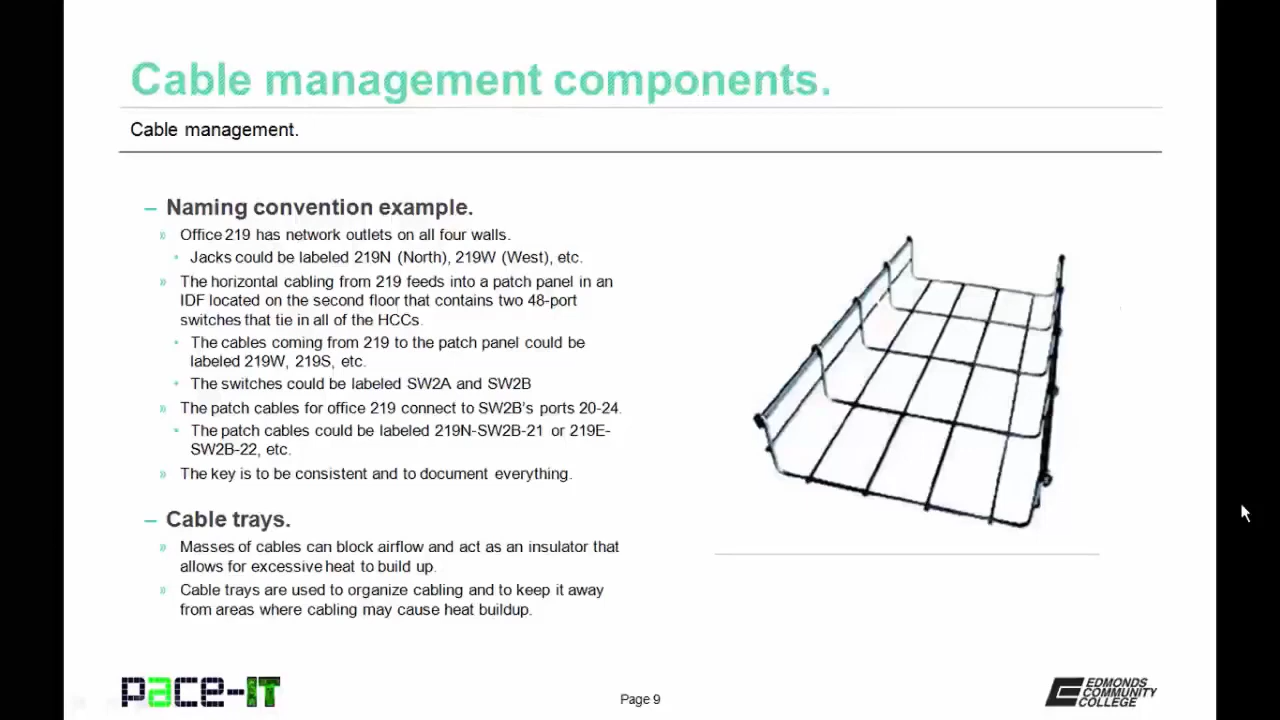 Cable management components.
Cable management.
– Naming convention example.
» Office 219 has network outlets on all four walls.
• Jacks could be labeled 219N (North), 219W (West), etc.
» The horizontal cabling from 219 feeds into a patch panel in an
IDF located on the second floor that contains two 48-port
switches that tie in all of the HCCs.
• The cables coming from 219 to the patch panel could be
labeled 219W, 219S, etc.
• The switches could be labeled SW2A and SW2B
» The patch cables for office 219 connect to SW2B's ports 20-24.
• The patch cables could be labeled 219N-SW2B-21 or 219E-
SW2B-22, etc.
» The key is to be consistent and to document everything.
– Cable trays.
» Masses of cables can block airflow and act as an insulator that
allows for excessive heat to build up.
» Cable trays are used to organize cabling and to keep it away
from areas where cabling may cause heat buildup.
pace-IT
Page 9
EDMONDS
COMMUNITY
COLLEGE